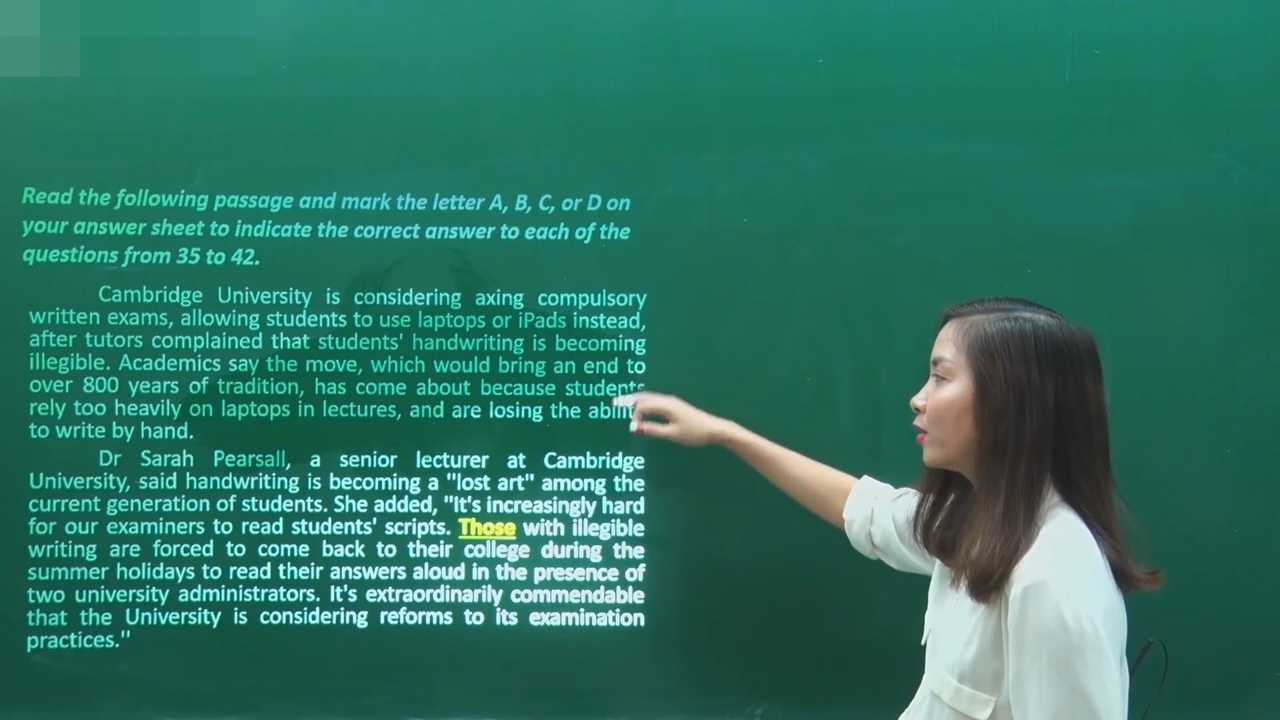 Read the following passage and mark the letter A, B, C, or D on
your answer sheet to indicate the correct answer to each of the
questions from 35 to 42.
Cambridge University is considering axing compulsory
written exams, allowing students to use laptops or iPads instead,
after tutors complained that students' handwriting is becoming
illegible. Academics say the move, which would bring an end to
over 800 years of tradition, has come about because students
rely too heavily on laptops in lectures, and are losing the ability
to write by hand.
Dr Sarah Pearsall, a senior lecturer at Cambridge
University, said handwriting is becoming a "lost art" among the
current generation of students. She added, "It's increasingly hard
for our examiners to read students' scripts. Those with illegible
writing are forced to come back to their college during the
summer holidays to read their answers aloud in the presence of
two university administrators. It's extraordinarily commendable
that the University is considering reforms to its examination
practices."